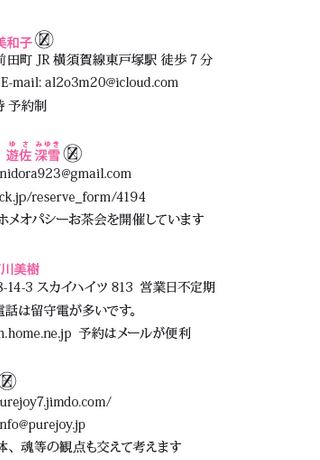 美和子
前田町 JR 横須賀線東戸塚駅 徒歩 7 分
E-mail: al2o3m20@icloud.com
予約制
ゆ さ みゆき
遊佐 深雪
nidora923@gmail.com
ck.jp/reserve_form/4194
ホメオパシーお茶会を開催しています
川美樹
8-14-3 スカイハイツ 813 営業日不定期
電話は留守電が多いです。
n.home.ne.jp 予約はメールが便利
urejoy7.jimdo.com/
nfo@purejoy.jp
体、魂等の観点も交えて考えます